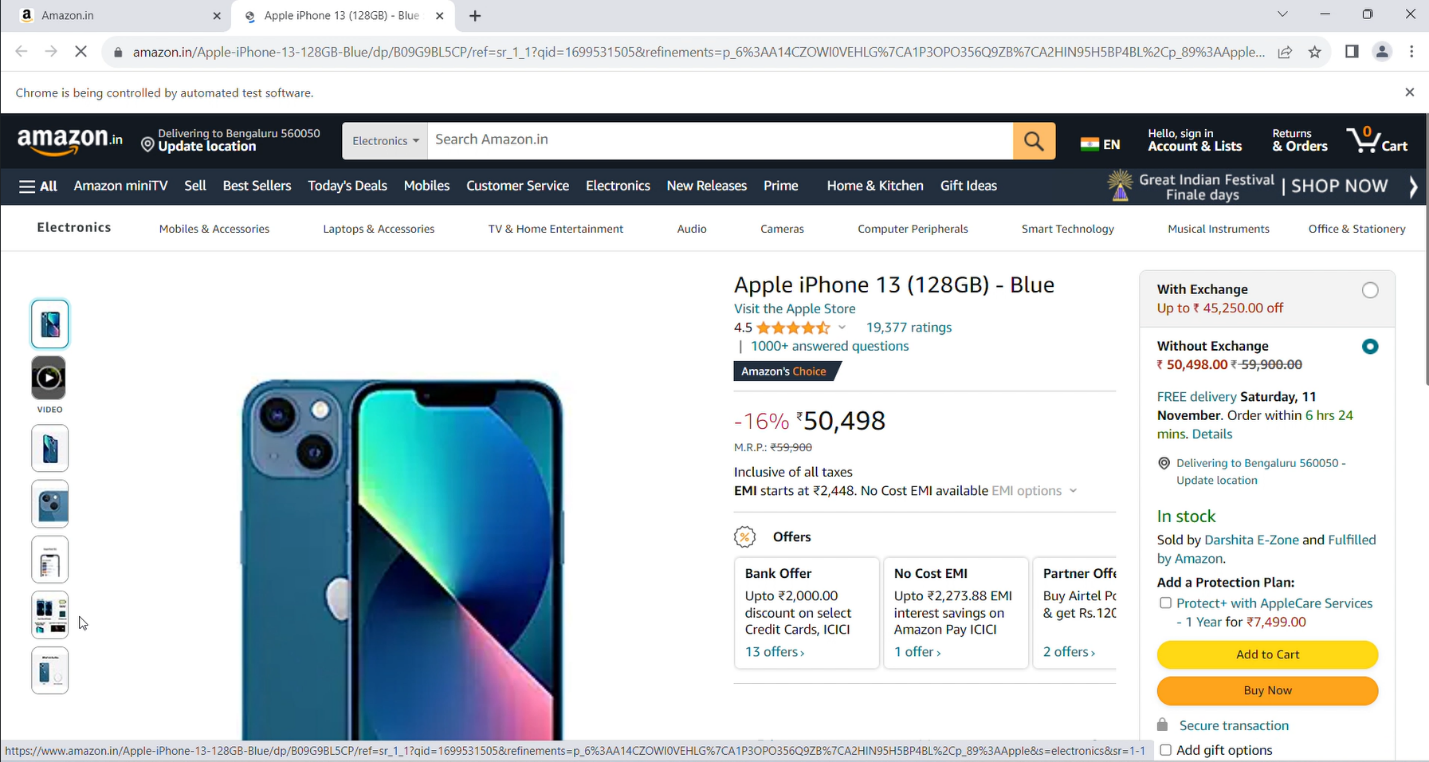 Amazon.in
Apple iPhone 13 (128GB) - Blue
amazon.in/Apple-iPhone-13-128GB-Blue/dp/B09G9BL5CP/ref=sr_1_1?qid=1699531505&refinements=p_6%3AA14CZOWI0VEHLG%7CA1P3OPO356Q9ZB%7CA2HIN95H5BP4BL%2Cp_89%3AApple...
Chrome is being controlled by automated test software.
amazon.in
Delivering to Bengaluru 560050
Update location
Electronics
Search Amazon.in
EN
Hello, sign in
Account & Lists
Returns
& Orders
0
Cart
All
Amazon miniTV
Sell
Best Sellers
Today's Deals
Mobiles
Customer Service
Electronics
New Releases
Prime
Home & Kitchen
Gift Ideas
Great Indian Festival
Finale days
| SHOP NOW
Electronics
Mobiles & Accessories
Laptops & Accessories
TV & Home Entertainment
Audio
Cameras
Computer Peripherals
Smart Technology
Musical Instruments
Office & Stationery
VIDEO
Apple iPhone 13 (128GB) - Blue
Visit the Apple Store
4.5
19,377 ratings
| 1000+ answered questions
Amazon's Choice
-16% ₹50,498
M.R.P.: ₹59,900
Inclusive of all taxes
EMI starts at ₹2,448. No Cost EMI available EMI options
Offers
Bank Offer
Upto ₹2,000.00
discount on select
Credit Cards, ICICI
13 offers›
No Cost EMI
Upto ₹2,273.88 EMI
interest savings on
Amazon Pay ICICI
1 offer›
Partner Offe
Buy Airtel Po
& get Rs.120
2 offers›
With Exchange
Up to ₹ 45,250.00 off
Without Exchange
₹ 50,498.00 ₹ 59,900.00
FREE delivery Saturday, 11
November. Order within 6 hrs 24
mins. Details
Delivering to Bengaluru 560050 -
Update location
In stock
Sold by Darshita E-Zone and Fulfilled
by Amazon.
Add a Protection Plan:
Protect+ with AppleCare Services
- 1 Year for ₹7,499.00
Add to Cart
Buy Now
Secure transaction
Add gift options
https://www.amazon.in/Apple-iPhone-13-128GB-Blue/dp/B09G9BL5CP/ref=sr_1_1?qid=1699531505&refinements=p_6%3AA14CZOWI0VEHLG%7CA1P3OPO356Q9ZB%7CA2HIN95H5BP4BL%2Cp_89%3AApple&s=electronics&sr=1-1